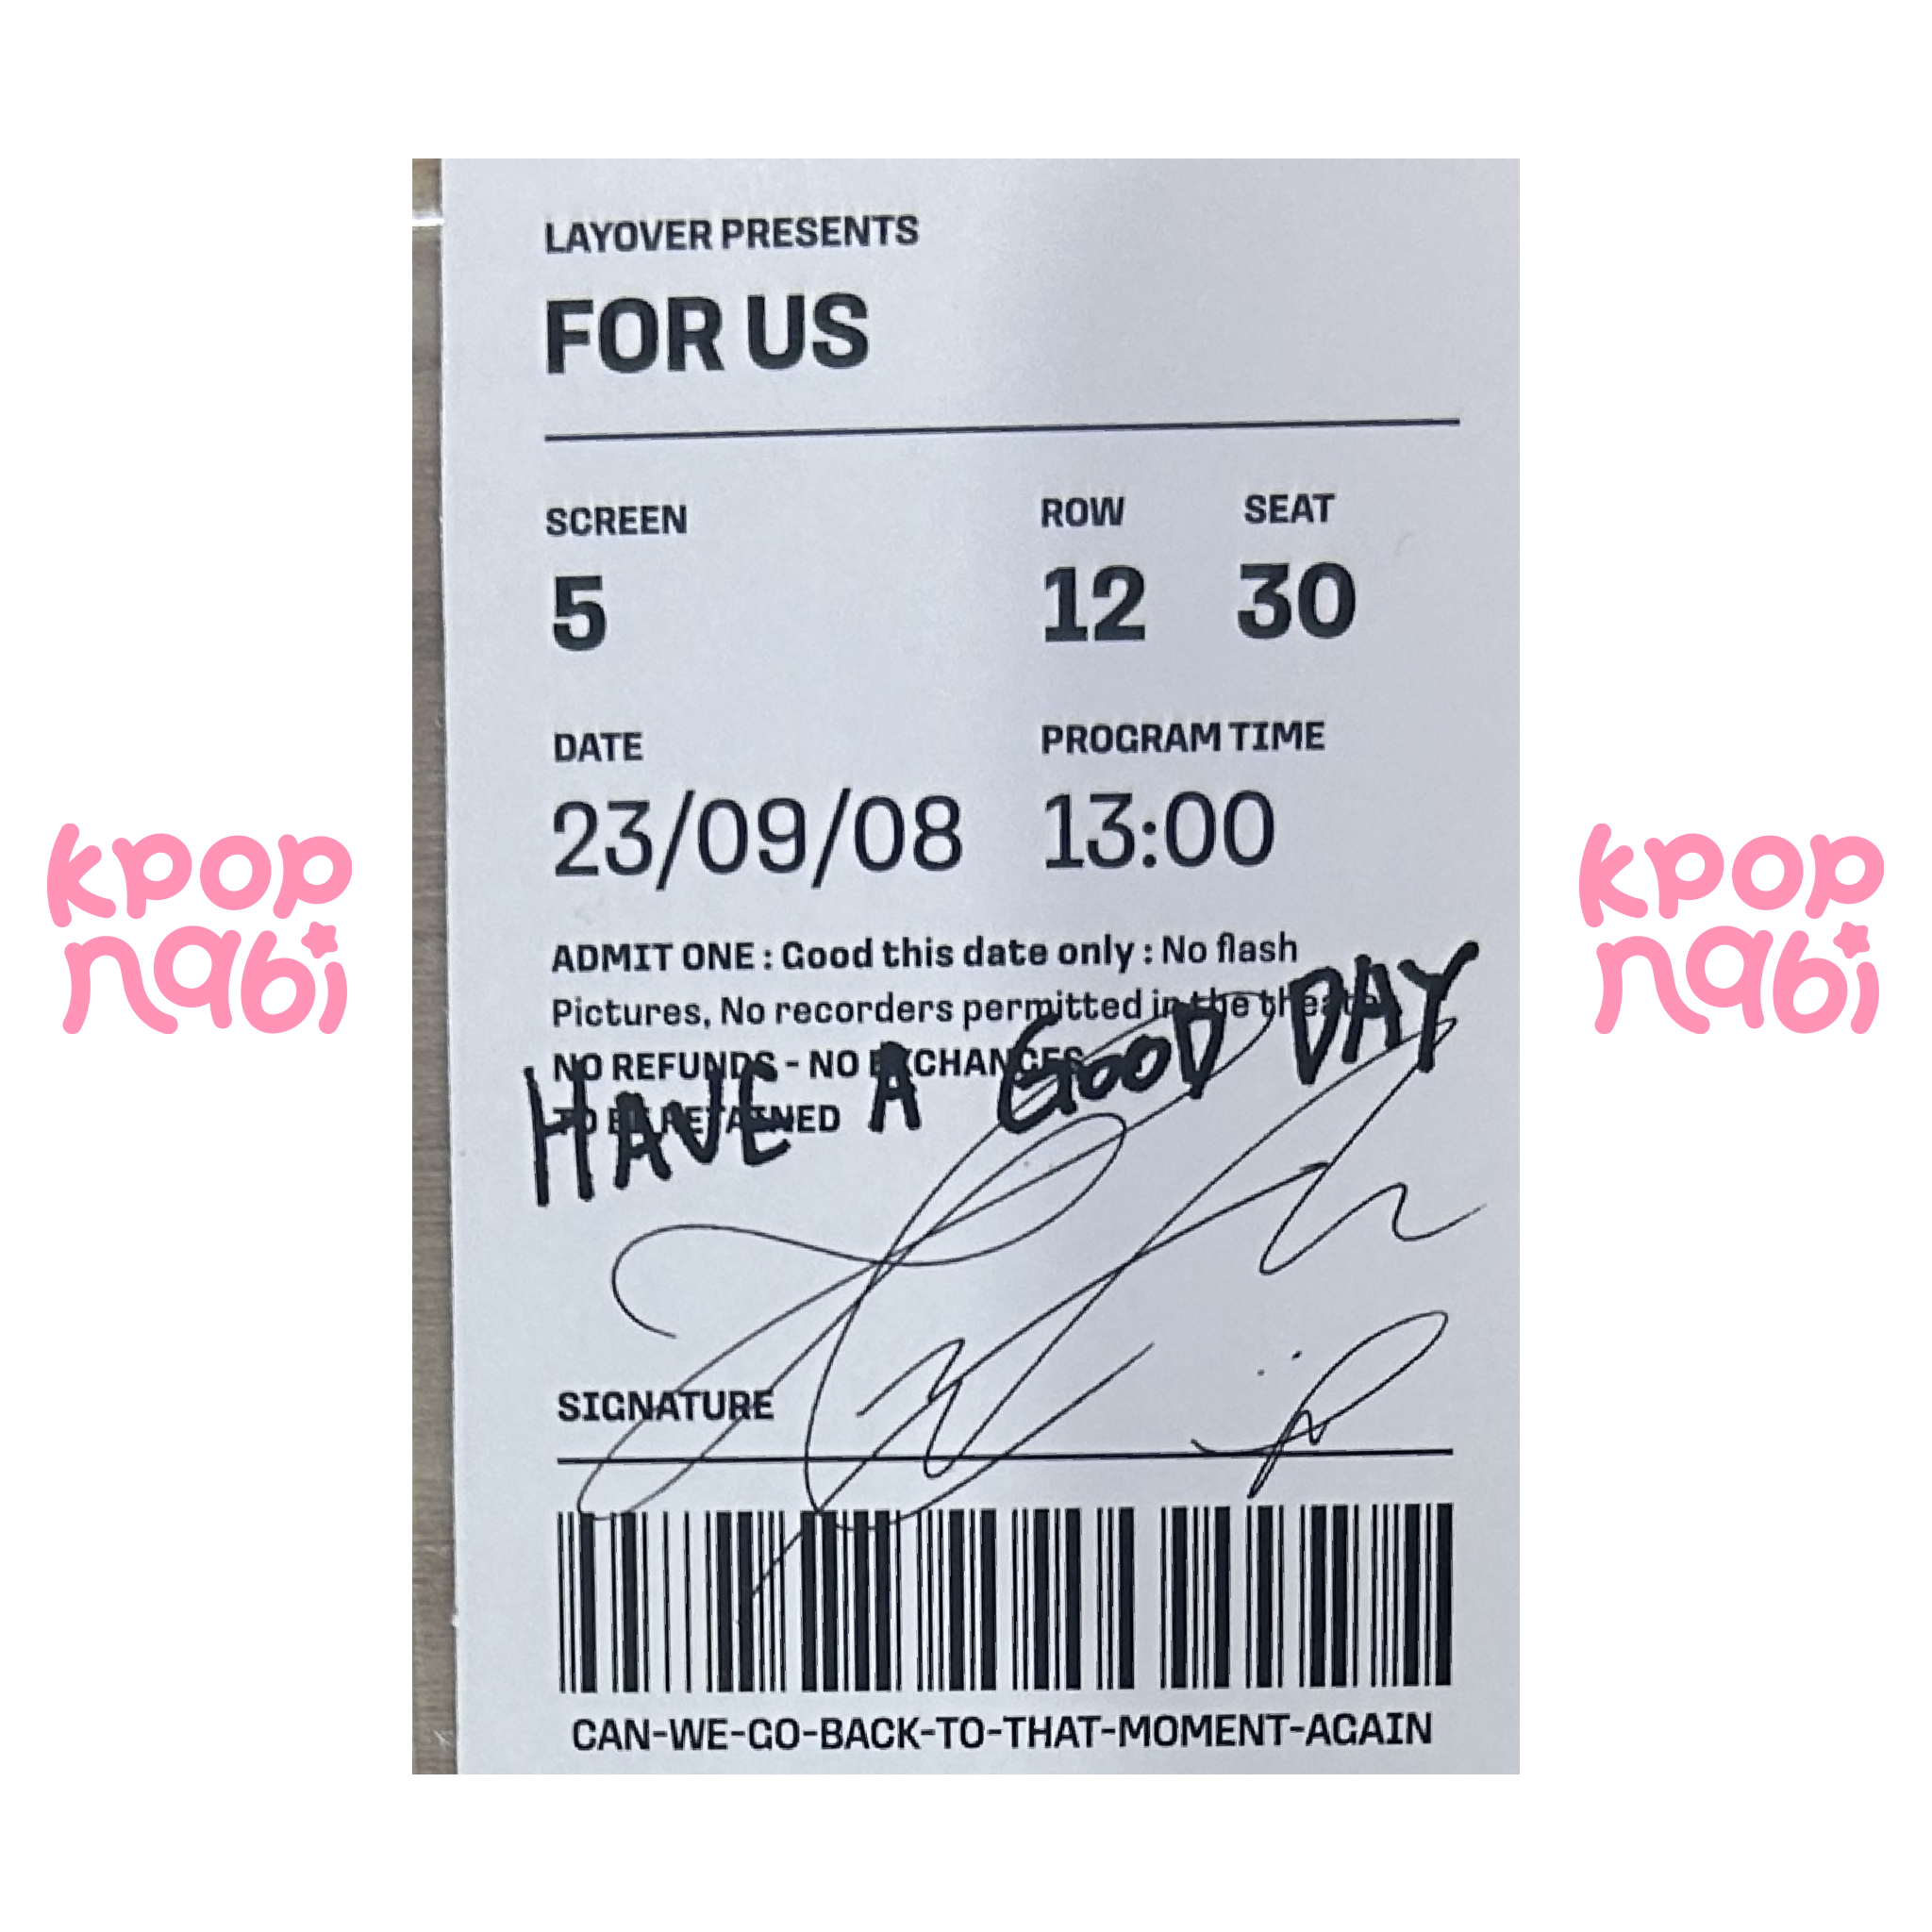 LAYOVER PRESENTS
FOR US
SCREEN ROW SEAT
5 12 30
DATE PROGRAM TIME
23/09/08 13:00
ADMIT ONE : Good this date only : No flash
Pictures, No recorders permitted in the theater
NO REFUNDS - NO EXCHANGES
TO BE RETAINED
HAVE A GOOD DAY
SIGNATURE
CAN-WE-GO-BACK-TO-THAT-MOMENT-AGAIN
kpop
nabi
kpop
nabi